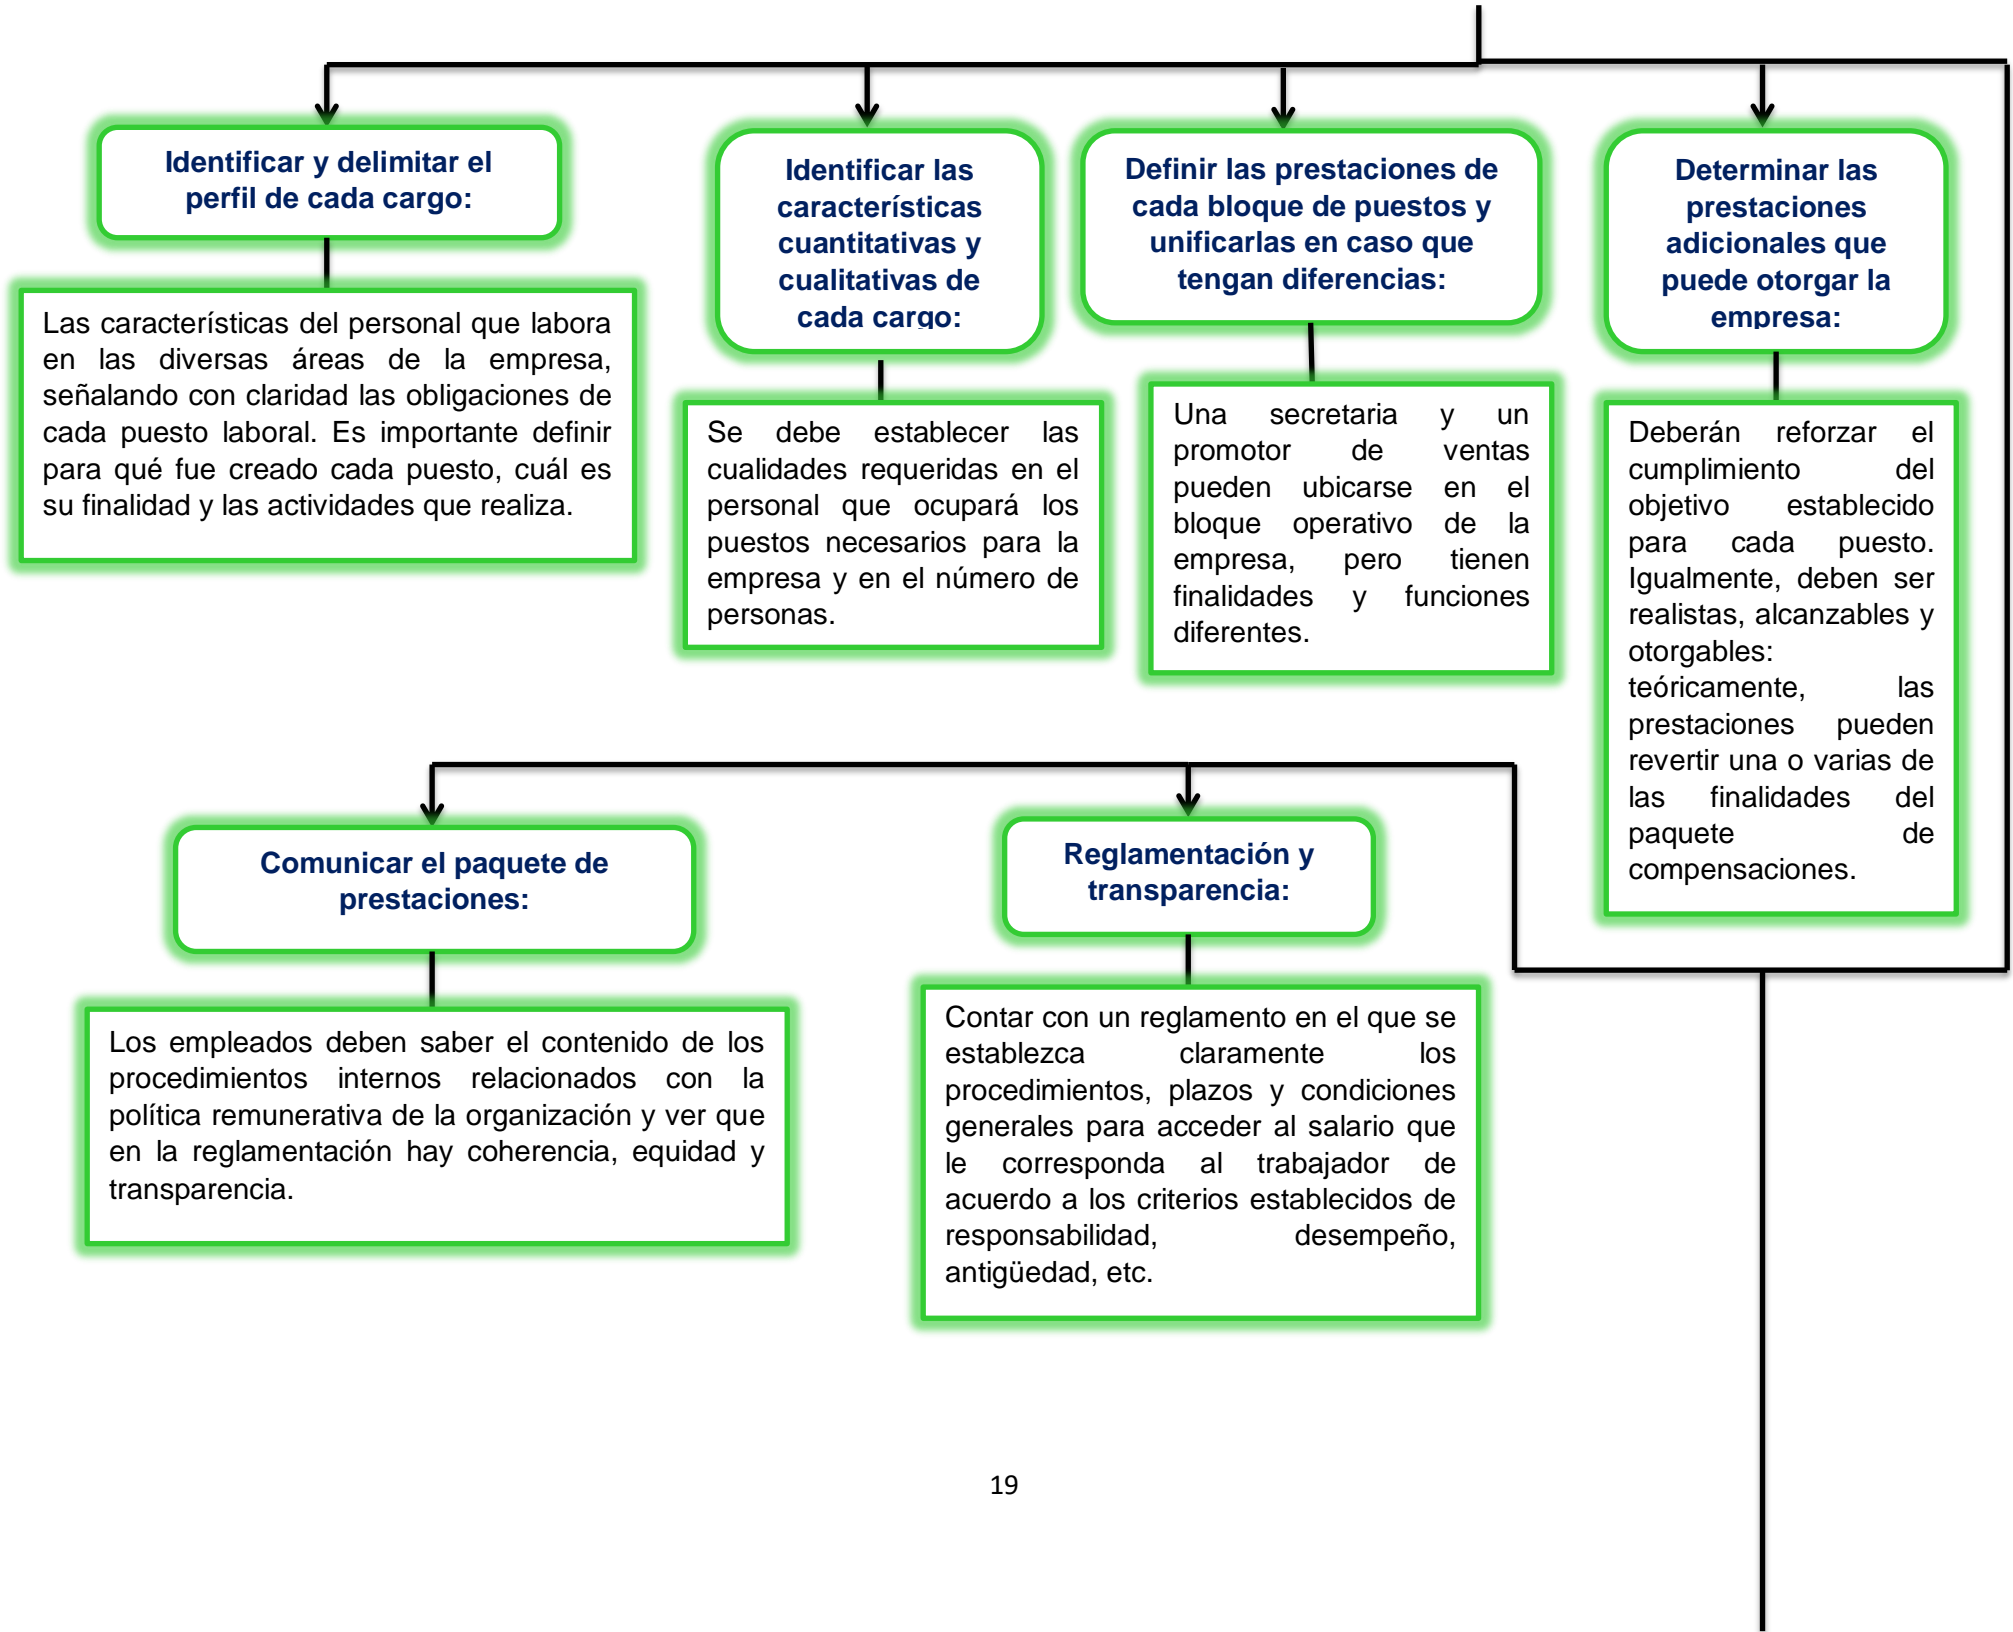 Identificar y delimitar el
perfil de cada cargo:
Las características del personal que labora
en las diversas áreas de la empresa,
señalando con claridad las obligaciones de
cada puesto laboral. Es importante definir
para qué fue creado cada puesto, cuál es
su finalidad y las actividades que realiza.
Identificar las
características
cuantitativas y
cualitativas de
cada cargo:
Se debe establecer las
cualidades requeridas en el
personal que ocupará los
puestos necesarios para la
empresa y en el número de
personas.
Definir las prestaciones de
cada bloque de puestos y
unificarlas en caso que
tengan diferencias:
Una secretaria y un
promotor de ventas
pueden ubicarse en el
bloque operativo de la
empresa, pero tienen
finalidades y funciones
diferentes.
Determinar las
prestaciones
adicionales que
puede otorgar la
empresa:
Deberán reforzar el
cumplimiento del
objetivo establecido
para cada puesto.
Igualmente, deben ser
realistas, alcanzables y
otorgables:
teóricamente, las
prestaciones pueden
revertir una o varias de
las finalidades del
paquete de
compensaciones.
Comunicar el paquete de
prestaciones:
Los empleados deben saber el contenido de los
procedimientos internos relacionados con la
política remunerativa de la organización y ver que
en la reglamentación hay coherencia, equidad y
transparencia.
Reglamentación y
transparencia:
Contar con un reglamento en el que se
establezca claramente los
procedimientos, plazos y condiciones
generales para acceder al salario que
le corresponda al trabajador de
acuerdo a los criterios establecidos de
responsabilidad, desempeño,
antigüedad, etc.
19